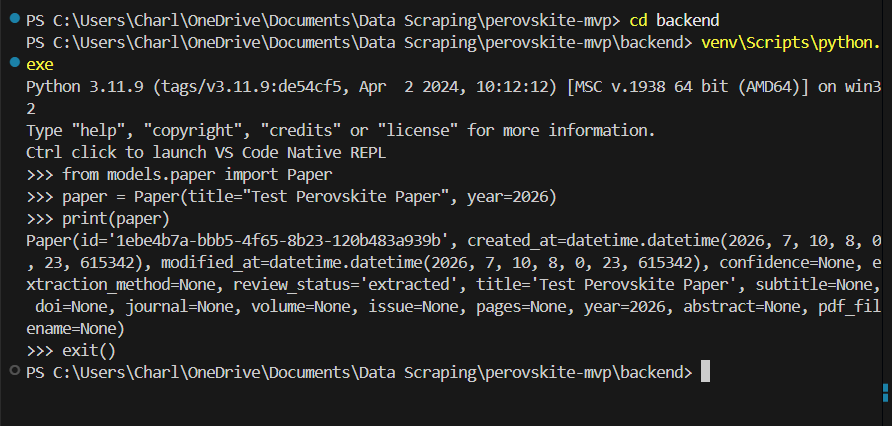 PS C:\Users\Charl\OneDrive\Documents\Data Scraping\perovskite-mvp> cd backend
PS C:\Users\Charl\OneDrive\Documents\Data Scraping\perovskite-mvp\backend> venv\Scripts\python.
exe
Python 3.11.9 (tags/v3.11.9:de54cf5, Apr  2 2024, 10:12:12) [MSC v.1938 64 bit (AMD64)] on win3
2
Type "help", "copyright", "credits" or "license" for more information.
Ctrl click to launch VS Code Native REPL
>>> from models.paper import Paper
>>> paper = Paper(title="Test Perovskite Paper", year=2026)
>>> print(paper)
Paper(id='1ebe4b7a-bbb5-4f65-8b23-120b483a939b', created_at=datetime.datetime(2026, 7, 10, 8, 0
, 23, 615342), modified_at=datetime.datetime(2026, 7, 10, 8, 0, 23, 615342), confidence=None, e
xtraction_method=None, review_status='extracted', title='Test Perovskite Paper', subtitle=None,
 doi=None, journal=None, volume=None, issue=None, pages=None, year=2026, abstract=None, pdf_fil
ename=None)
>>> exit()
PS C:\Users\Charl\OneDrive\Documents\Data Scraping\perovskite-mvp\backend>